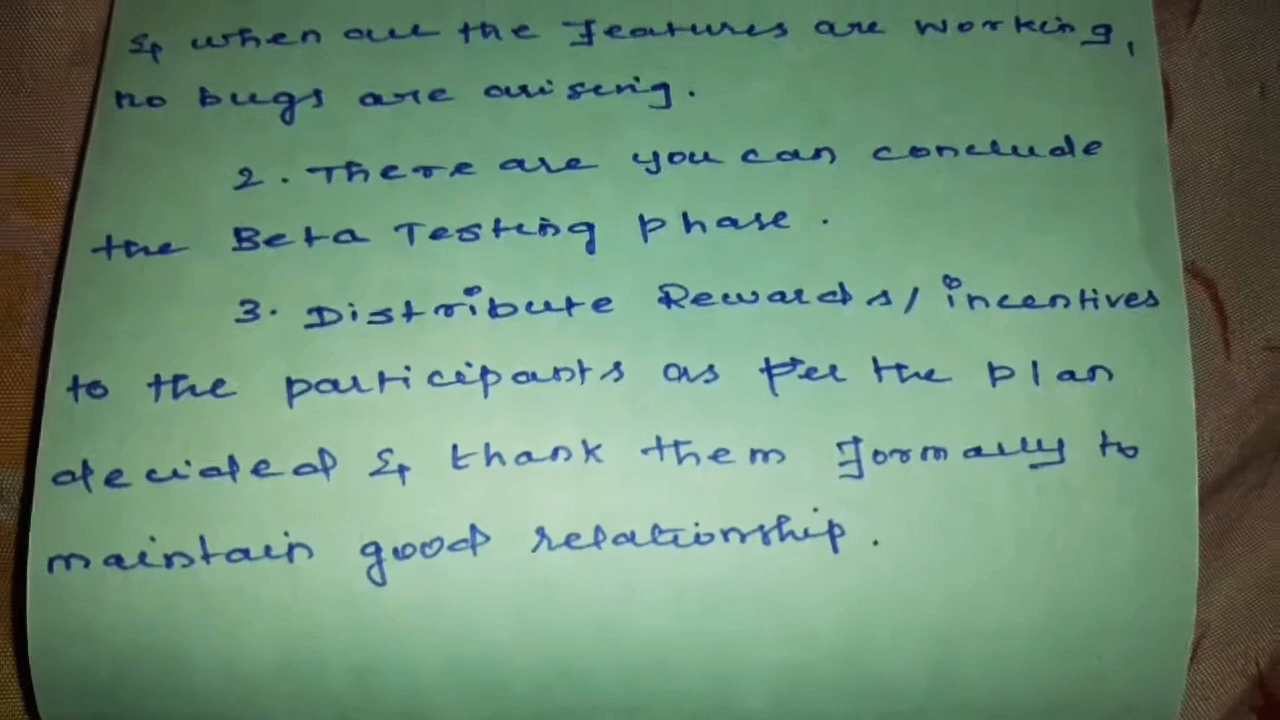 & when all the features are working,
no bugs are arising.
2. There are you can conclude
the Beta Testing phase.
3. Distribute Rewards/incentives
to the participants as per the plan
decided & thank them formally to
maintain good relationship.